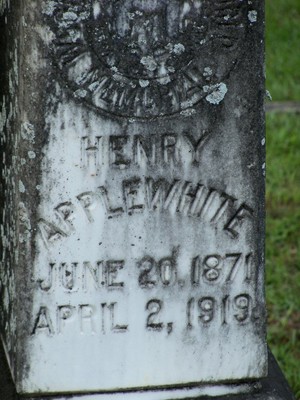 HENRY
APPLEWHITE
JUNE 20, 1871
APRIL 2, 1919.